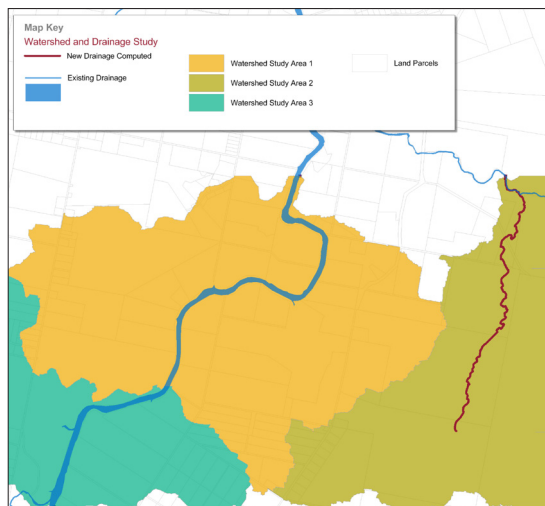 Map Key
Watershed and Drainage Study
New Drainage Computed
Existing Drainage
Watershed Study Area 1
Watershed Study Area 2
Watershed Study Area 3
Land Parcels